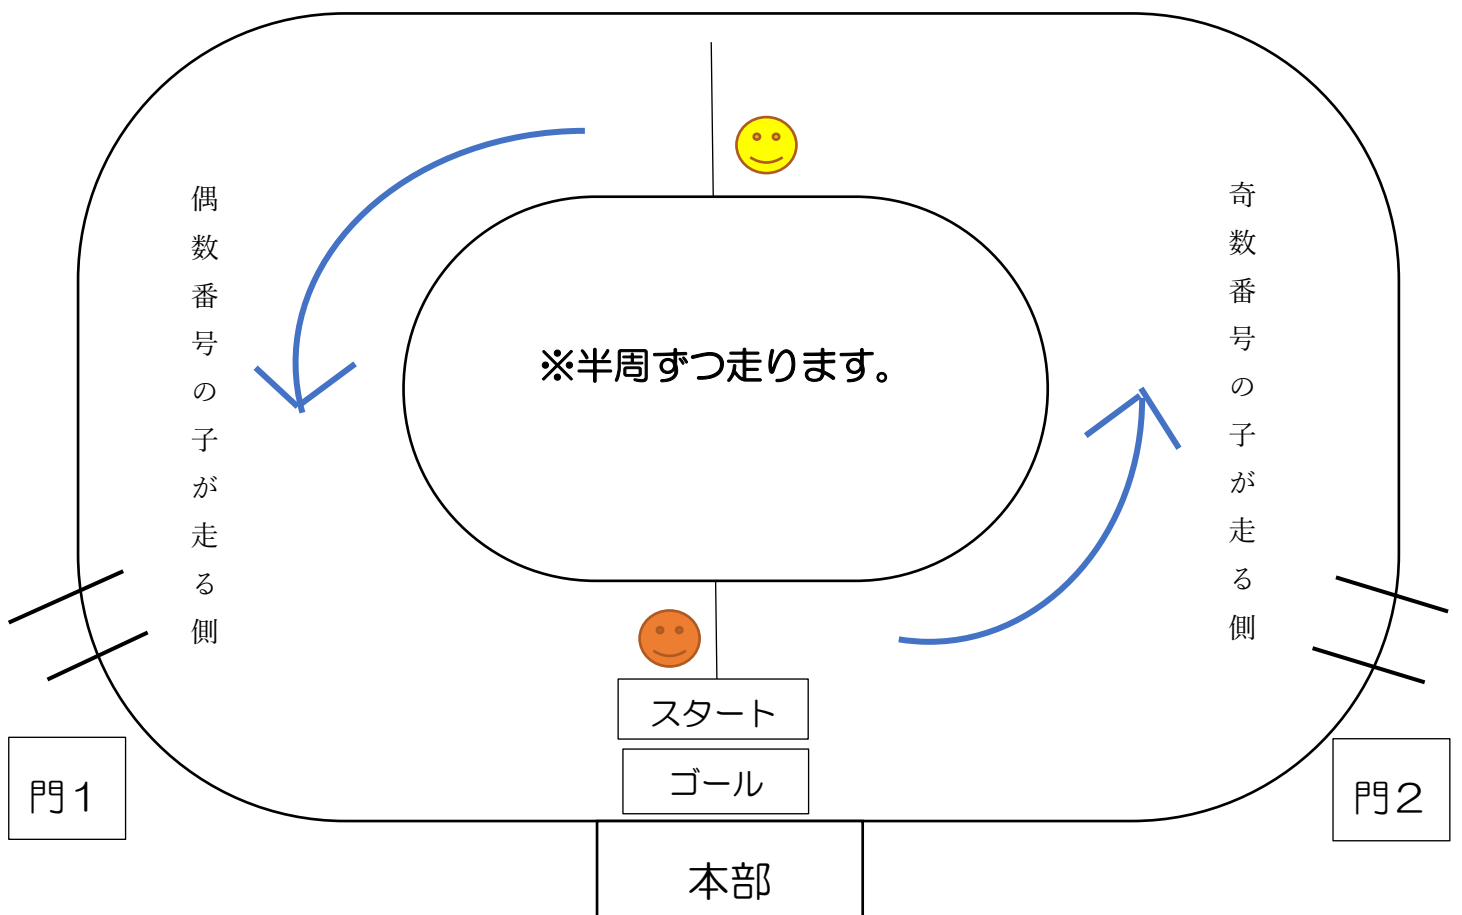 偶数番号の子が走る側
奇数番号の子が走る側
※半周ずつ走ります。
スタート
ゴール
門1
門2
本部